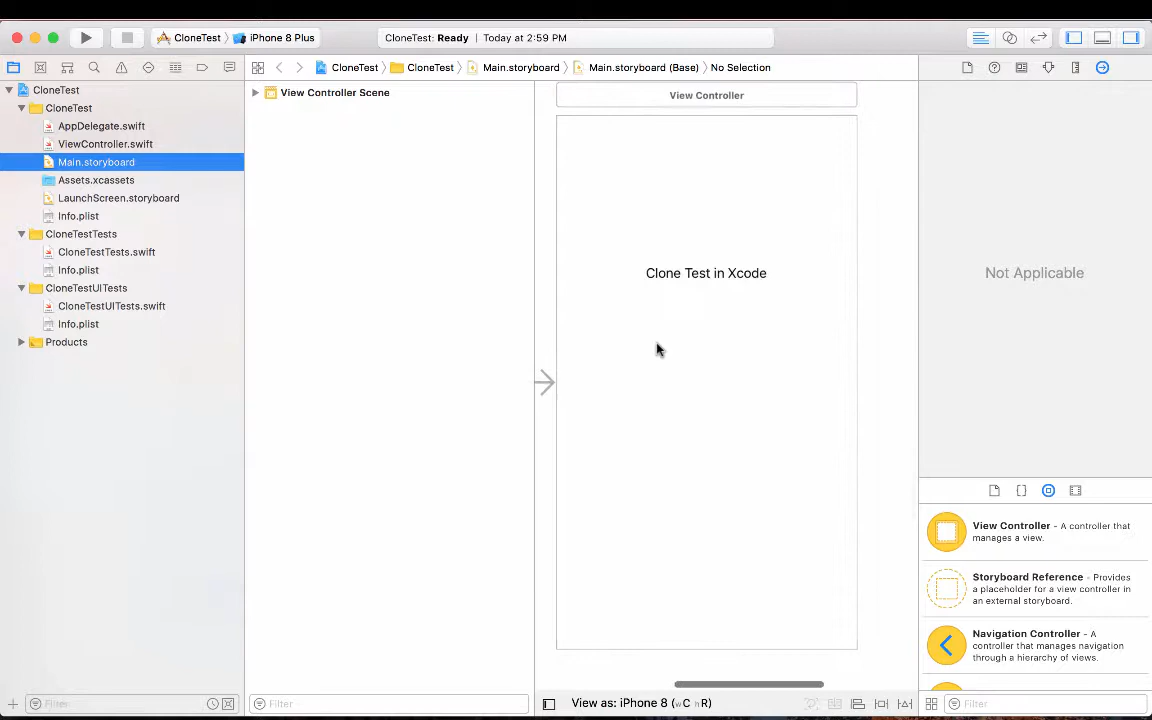 CloneTest
iPhone 8 Plus
CloneTest: Ready
Today at 2:59 PM
CloneTest
CloneTest
Main.storyboard
Main.storyboard (Base)
No Selection
CloneTest
CloneTest
AppDelegate.swift
ViewController.swift
Main.storyboard
Assets.xcassets
LaunchScreen.storyboard
Info.plist
CloneTestTests
CloneTestTests.swift
Info.plist
CloneTestUITests
CloneTestUITests.swift
Info.plist
Products
Filter
View Controller Scene
Filter
View Controller
Clone Test in Xcode
View as: iPhone 8 (wC hR)
Not Applicable
View Controller - A controller that
manages a view.
Storyboard Reference - Provides
a placeholder for a view controller in
an external storyboard.
Navigation Controller - A
controller that manages navigation
through a hierarchy of views.
Filter